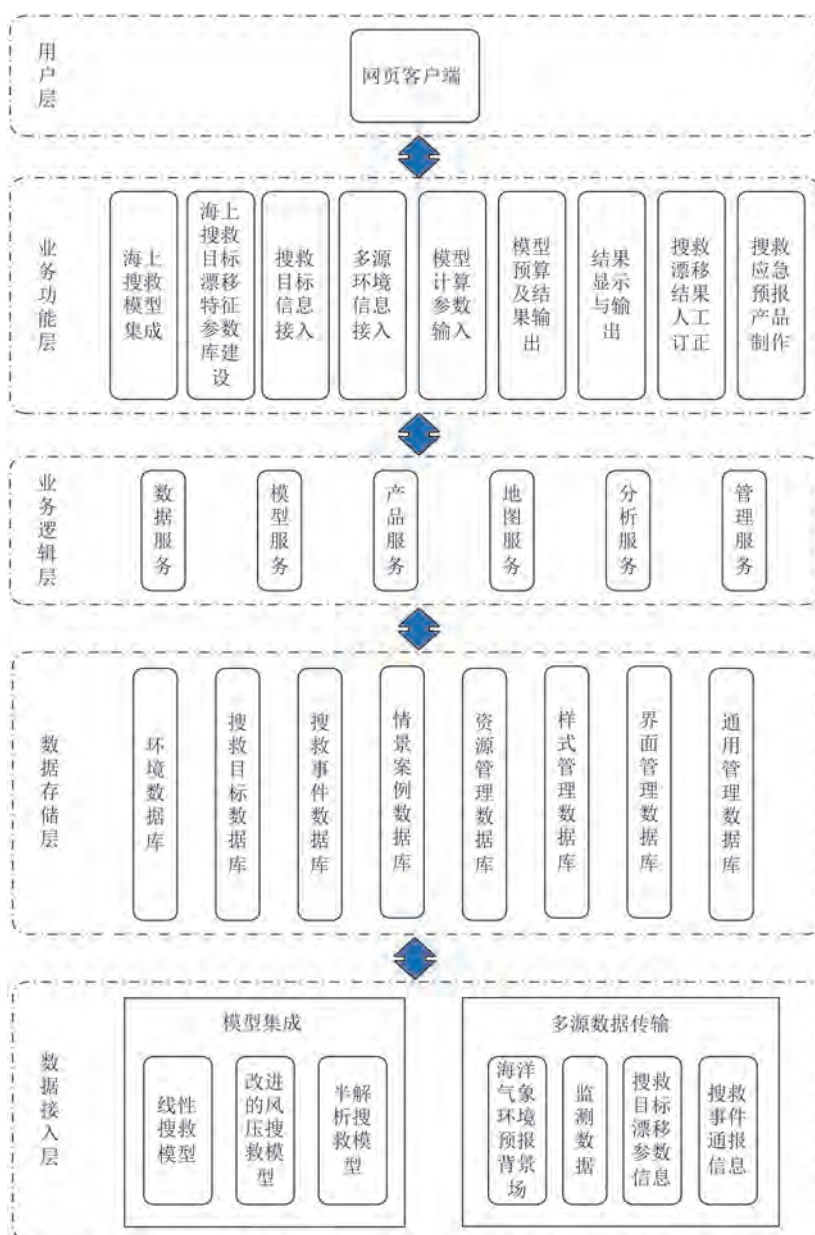 用户层
网页客户端
业务功能层
海上
搜救
模型
集成
海上
搜救
目标
漂移
特征
参数
库建
设
搜救
目标
信息
接入
多源
环境
信息
接入
模型
计算
参数
输入
模型
预算
及结
果输
出
结果
显示
与输
出
搜救
漂移
结果
人工
订正
搜救
应急
预报
产品
制作
业务逻辑层
数据服务
模型服务
产品服务
地图服务
分析服务
管理服务
数据存储层
环境数据库
搜救目标数据库
搜救事件数据库
情景案例数据库
资源管理数据库
样式管理数据库
界面管理数据库
通用管理数据库
数据接入层
模型集成
线性
搜救
模型
改进
的风
压搜
救模
型
半解
析搜
救模
型
多源数据传输
海洋
气象
环境
预报
背景
场
监测数据
搜救
目标
漂移
参数
信息
搜救
事件
通报
信息